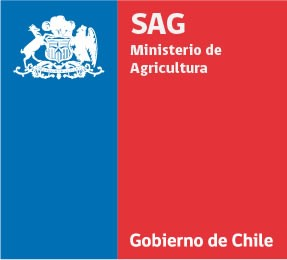 SAG
Ministerio de
Agricultura
Gobierno de Chile